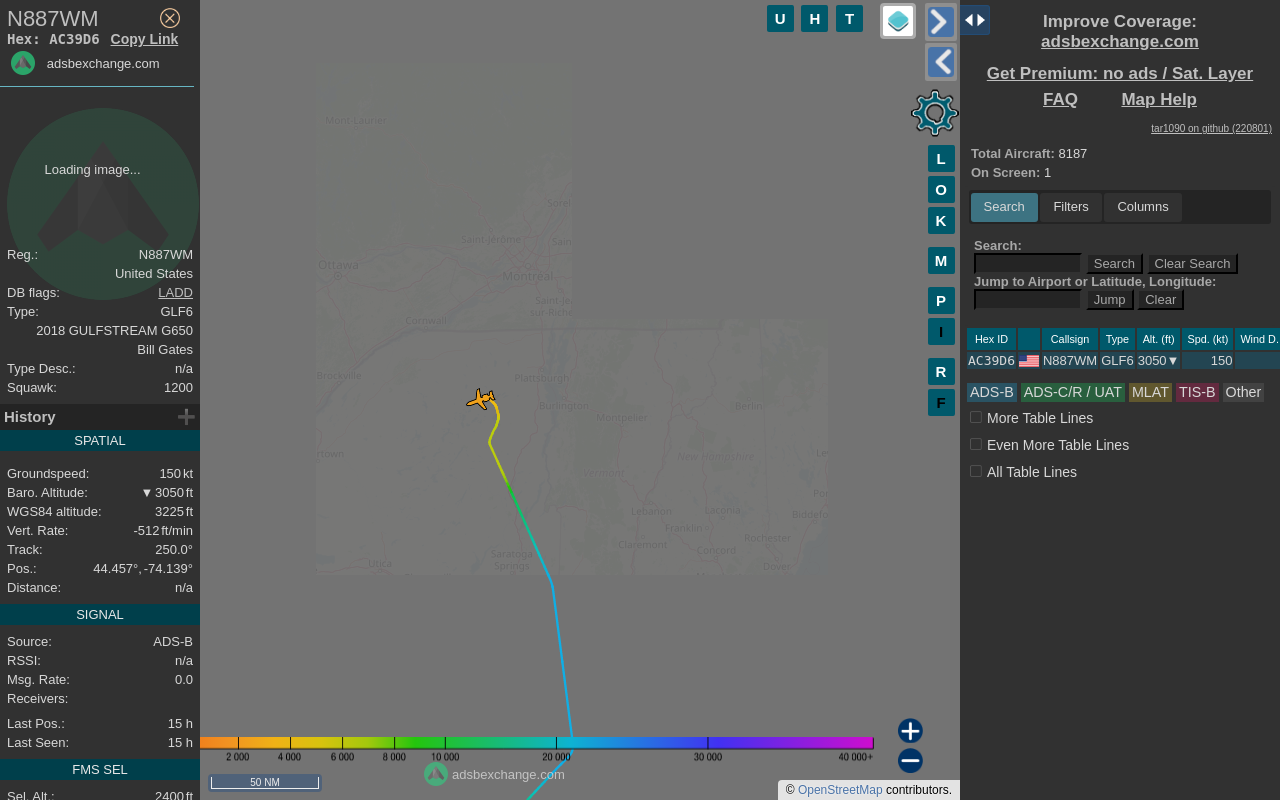 N887WM
Hex: AC39D6 Copy Link
adsbexchange.com
Loading image...
Reg.: N887WM
United States
DB flags: LADD
Type: GLF6
2018 GULFSTREAM G650
Bill Gates
Type Desc.: n/a
Squawk: 1200
History
SPATIAL
Groundspeed: 150 kt
Baro. Altitude: ▼ 3050 ft
WGS84 altitude: 3225 ft
Vert. Rate: -512 ft/min
Track: 250.0°
Pos.: 44.457°, -74.139°
Distance: n/a
SIGNAL
Source: ADS-B
RSSI: n/a
Msg. Rate: 0.0
Receivers:
Last Pos.: 15 h
Last Seen: 15 h
FMS SEL
Sel. Alt.: 2400 ft
U H T
L
O
K
M
P
I
R
F
Mont-Laurier
Sorel
Saint-Jérôme
Ottawa
Montréal
Cornwall
Brockville
Plattsburgh
Burlington
Montpelier
Berlin
Vermont
New Hampshire
Lebanon
Laconia
Franklin
Claremont
Concord
Rochester
Dover
Saratoga
Springs
Utica
2 000 4 000 6 000 8 000 10 000 20 000 30 000 40 000+
adsbexchange.com
50 NM
© OpenStreetMap contributors.
Improve Coverage:
adsbexchange.com
Get Premium: no ads / Sat. Layer
FAQ Map Help
tar1090 on github (220801)
Total Aircraft: 8187
On Screen: 1
Search Filters Columns
Search:
Search Clear Search
Jump to Airport or Latitude, Longitude:
Jump Clear
Hex ID Callsign Type Alt. (ft) Spd. (kt) Wind D.
AC39D6 N887WM GLF6 3050▼ 150
ADS-B ADS-C/R / UAT MLAT TIS-B Other
More Table Lines
Even More Table Lines
All Table Lines